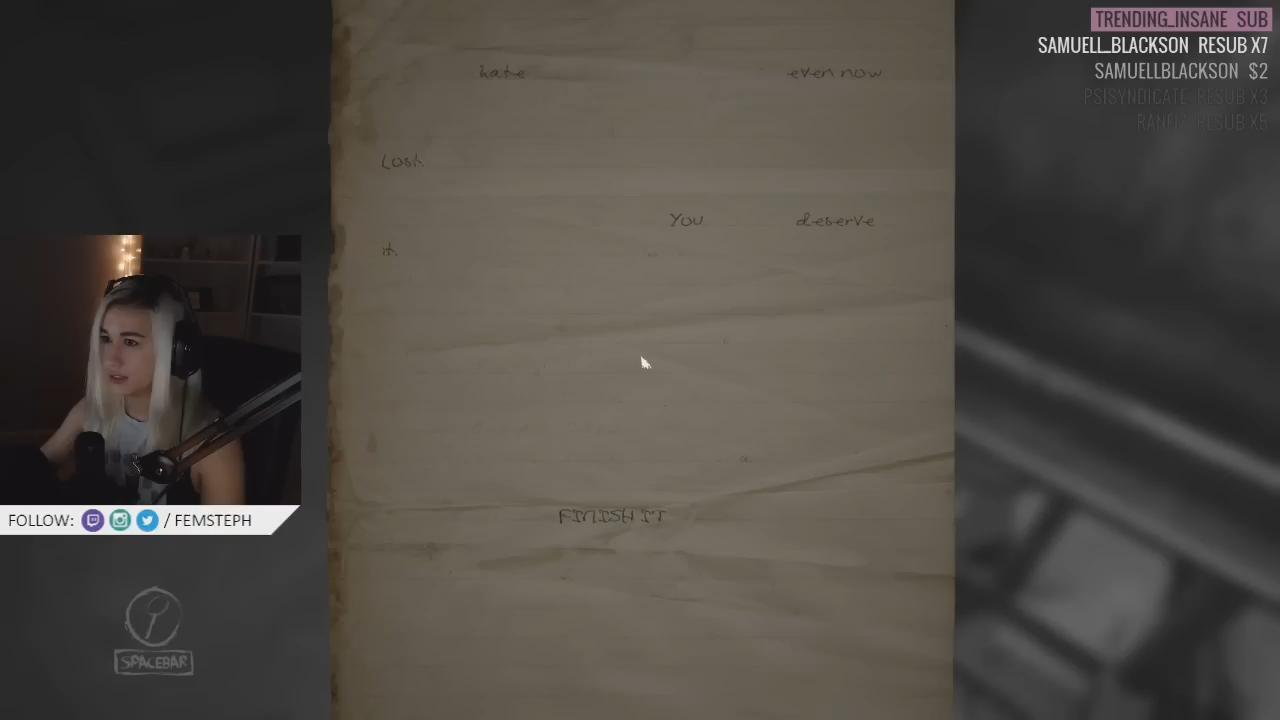 TRENDING_INSANE SUB
SAMUELL_BLACKSON RESUB X7
SAMUELLBLACKSON $2
PSISYNDICATE RESUB X3
RESUB X5
hate even now
Lost.
You deserve
it.
FINISH IT
FOLLOW: / FEMSTEPH
SPACEBAR